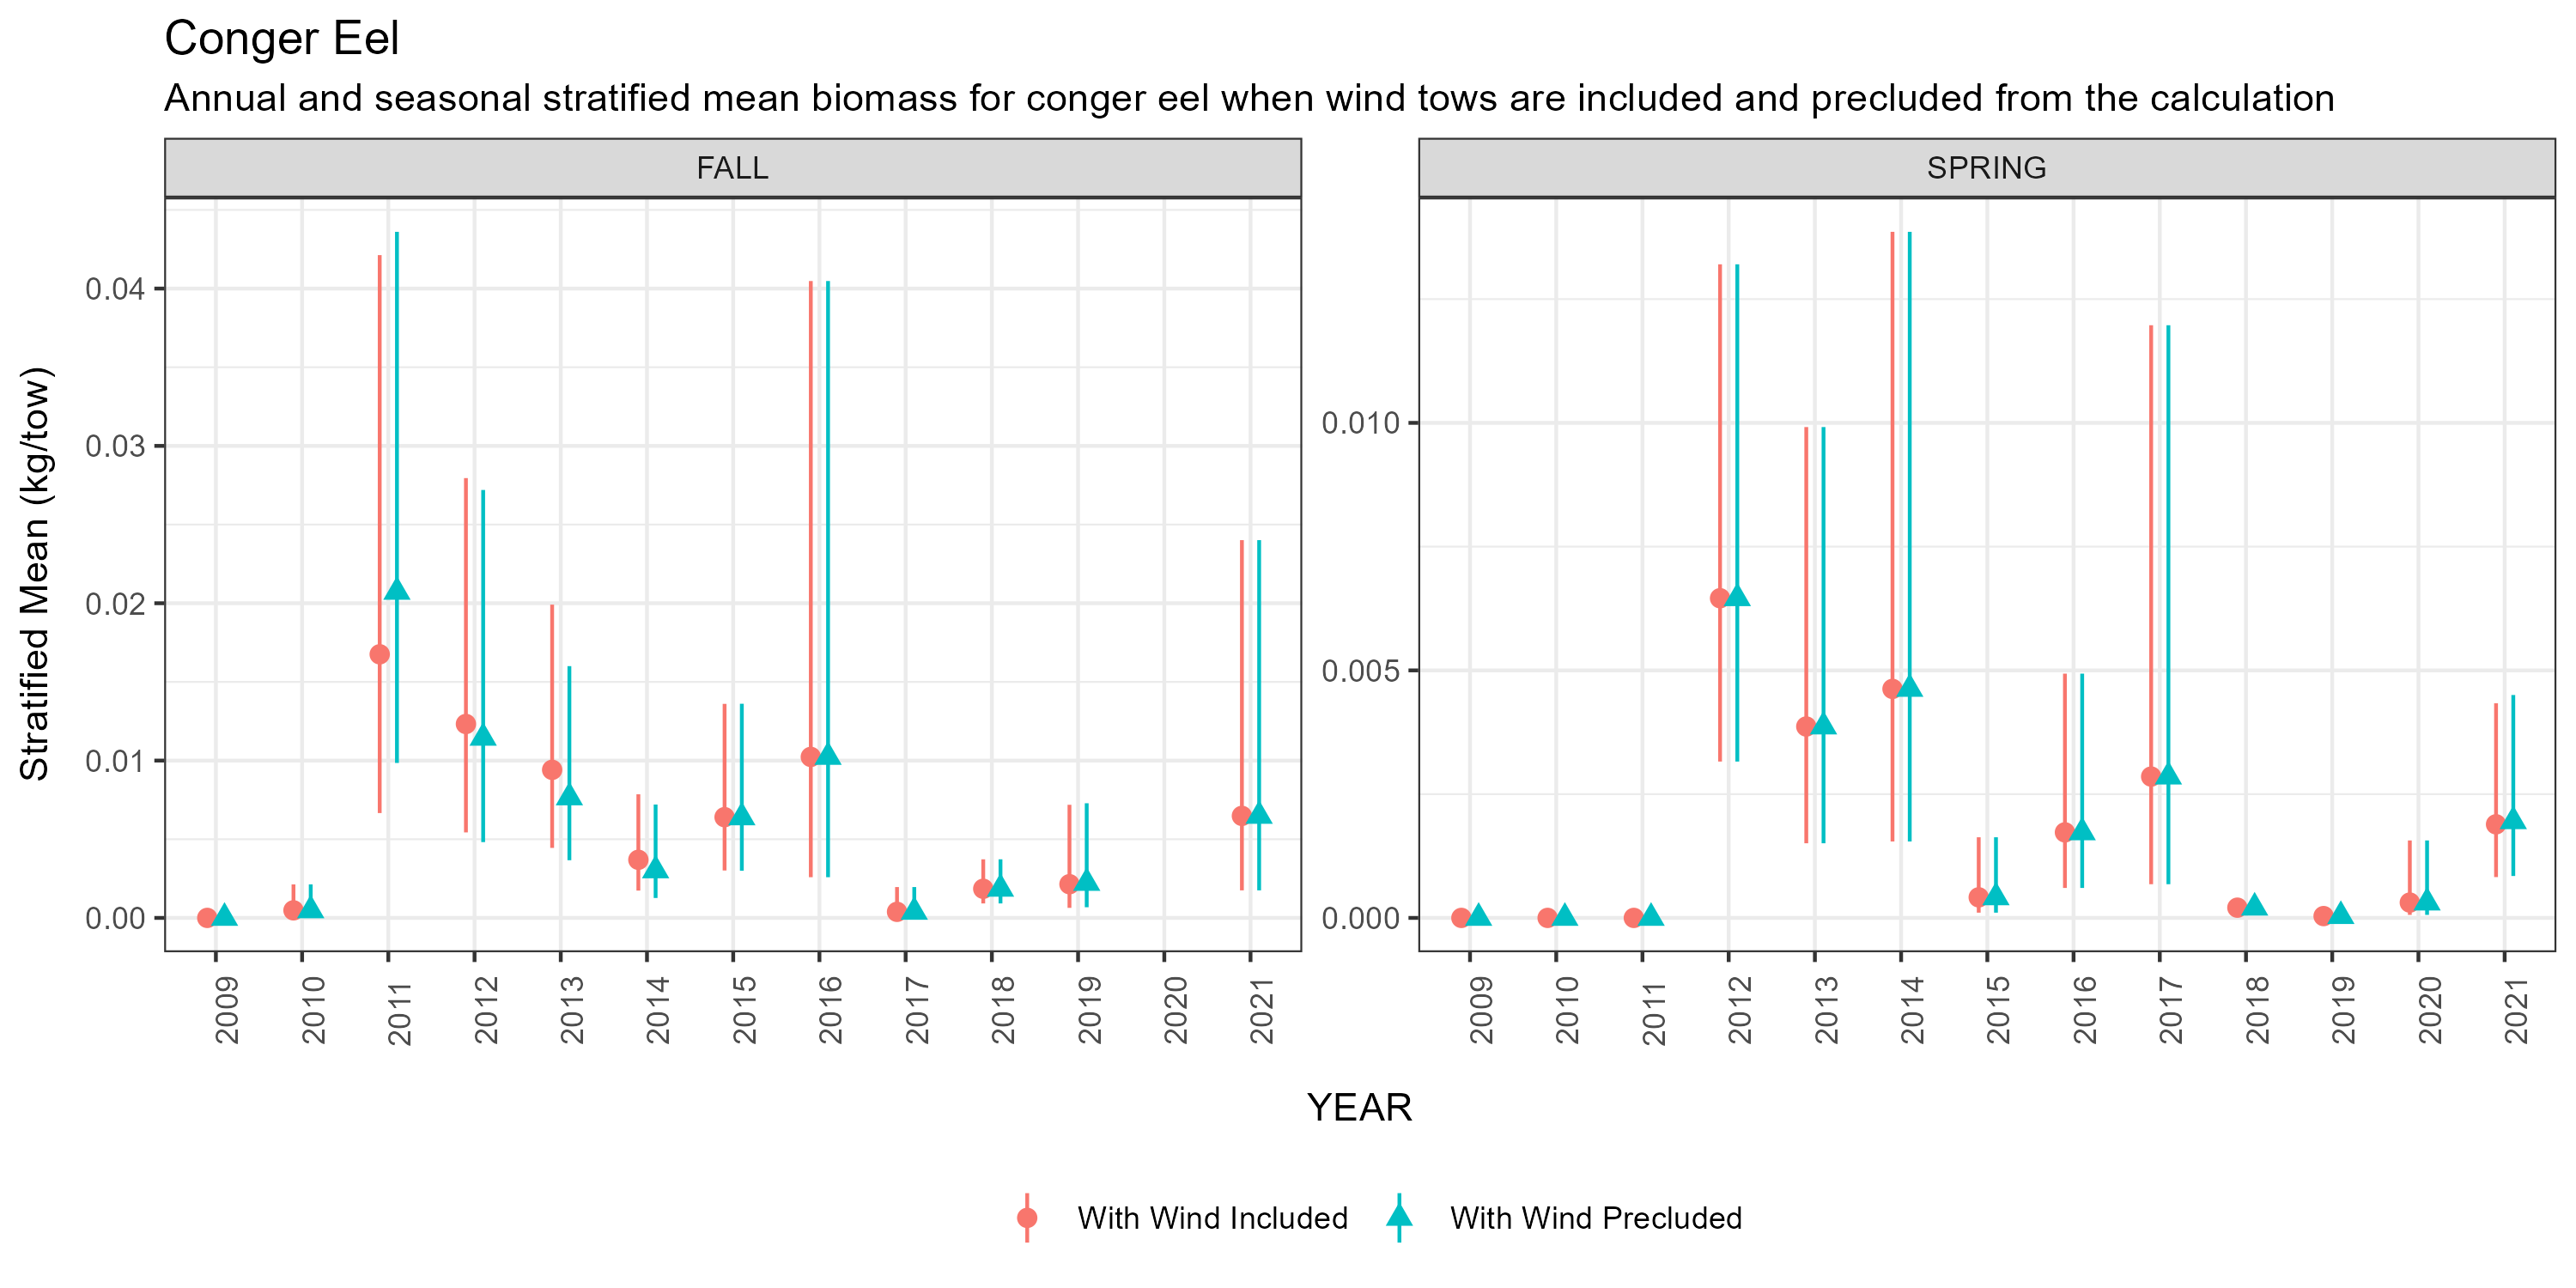 Conger Eel
Annual and seasonal stratified mean biomass for conger eel when wind tows are included and precluded from the calculation
FALL
SPRING
Stratified Mean (kg/tow)
0.04
0.03
0.02
0.01
0.00
0.010
0.005
0.000
2009 2010 2011 2012 2013 2014 2015 2016 2017 2018 2019 2020 2021
2009 2010 2011 2012 2013 2014 2015 2016 2017 2018 2019 2020 2021
YEAR
With Wind Included
With Wind Precluded